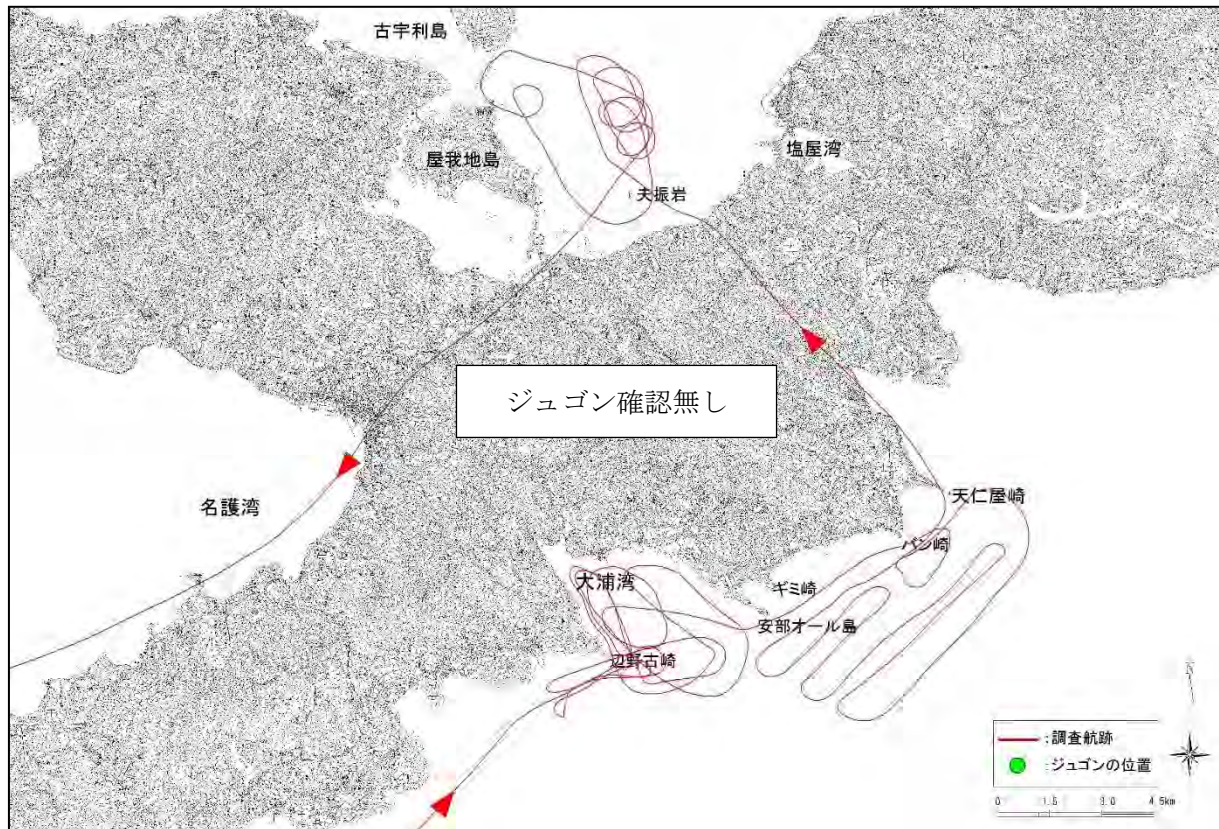 古宇利島
屋我地島
塩屋湾
夫振岩
ジュゴン確認無し
名護湾
天仁屋崎
バン崎
大浦湾
ギミ崎
安部オール島
辺野古崎
N
:調査航跡
:ジュゴンの位置
0 1.5 3.0 4.5km